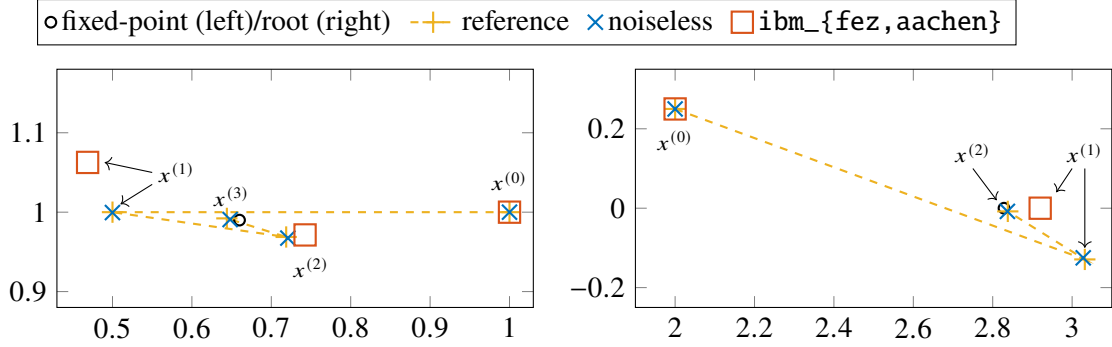 fixed-point (left)/root (right) reference noiseless ibm_{fez,aachen}
1.1
1
0.9
0.5 0.6 0.7 0.8 0.9 1
x^(1)
x^(3)
x^(2)
x^(0)
0.2
0
−0.2
2 2.2 2.4 2.6 2.8 3
x^(0)
x^(2)
x^(1)